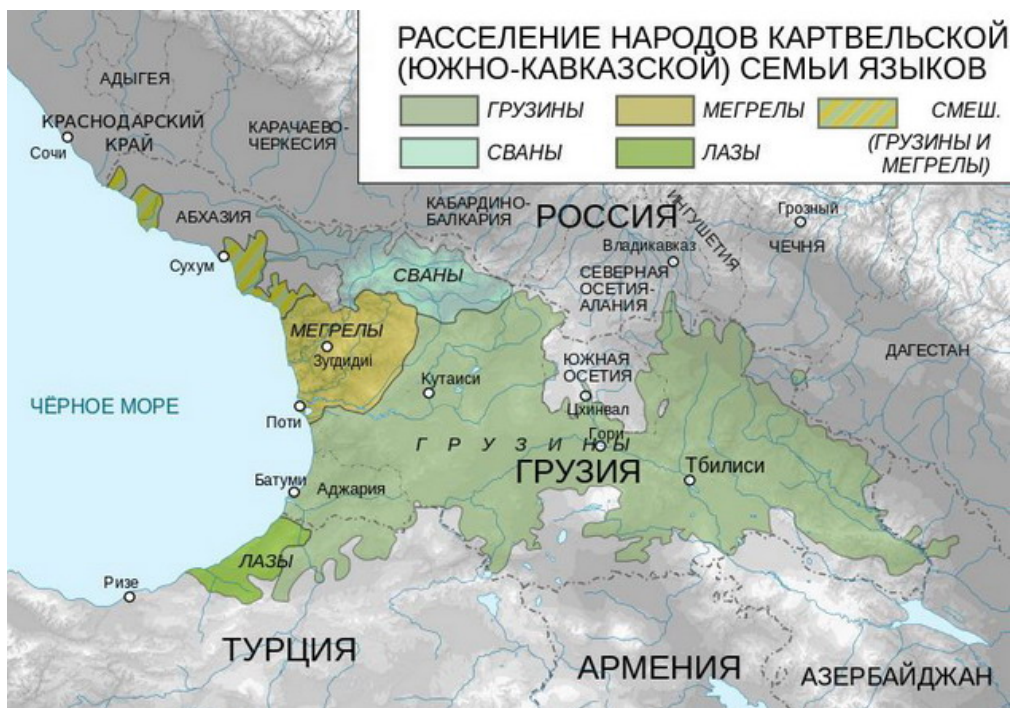 РАССЕЛЕНИЕ НАРОДОВ КАРТВЕЛЬСКОЙ
(ЮЖНО-КАВКАЗСКОЙ) СЕМЬИ ЯЗЫКОВ
ГРУЗИНЫ
МЕГРЕЛЫ
СМЕШ.
(ГРУЗИНЫ И
МЕГРЕЛЫ)
СВАНЫ
ЛАЗЫ
АДЫГЕЯ
КРАСНОДАРСКИЙ
КРАЙ
Сочи
КАРАЧАЕВО-
ЧЕРКЕСИЯ
АБХАЗИЯ
КАБАРДИНО-
БАЛКАРИЯ
РОССИЯ
ИНГУШЕТИЯ
Грозный
ЧЕЧНЯ
Владикавказ
СЕВЕРНАЯ
ОСЕТИЯ-
АЛАНИЯ
Сухум
СВАНЫ
МЕГРЕЛЫ
Зугдидиі
ЮЖНАЯ
ОСЕТИЯ
ДАГЕСТАН
Кутаиси
Цхинвал
ЧЁРНОЕ МОРЕ
Поти
Гори
ГРУЗИНЫ
ГРУЗИЯ
Тбилиси
Батуми
Аджария
ЛАЗЫ
Ризе
ТУРЦИЯ
АРМЕНИЯ
АЗЕРБАЙДЖАН